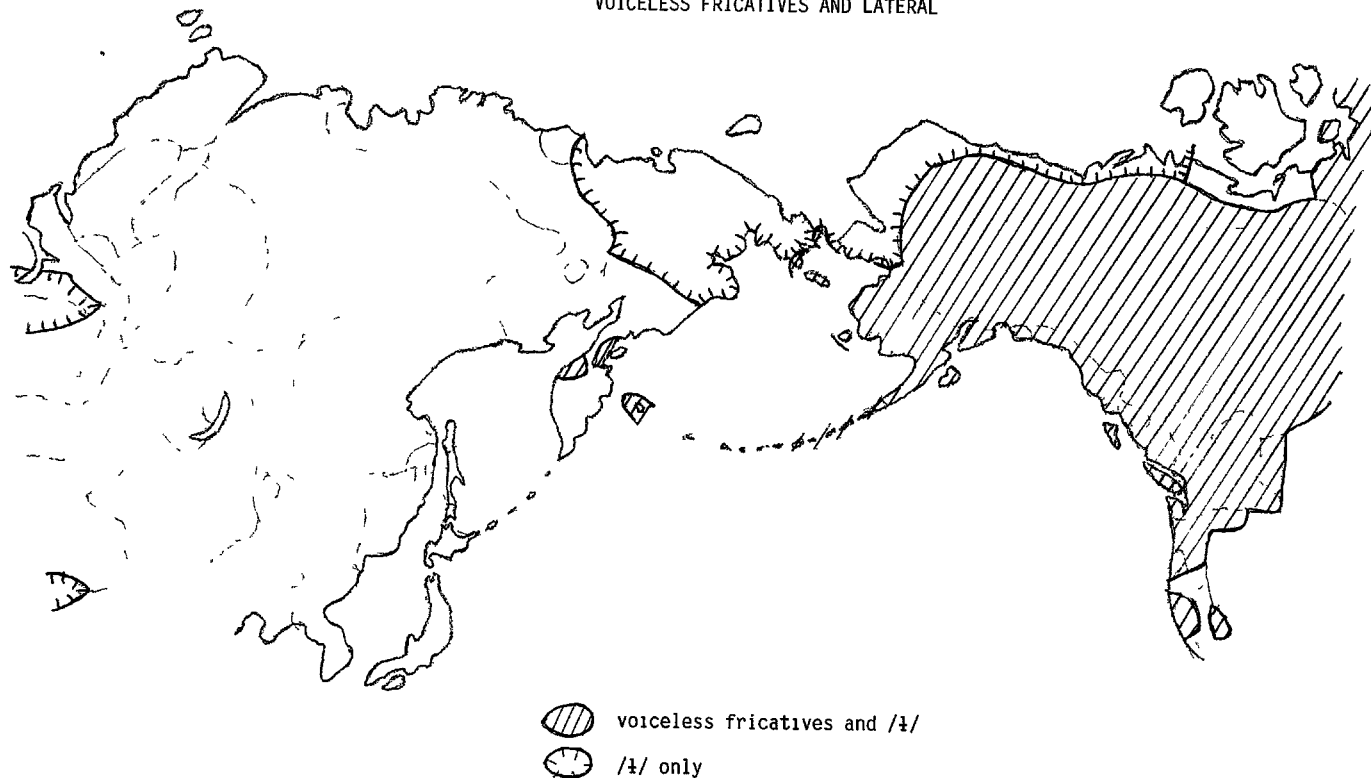 VOICELESS FRICATIVES AND LATERAL
voiceless fricatives and /ɬ/
/ɬ/ only